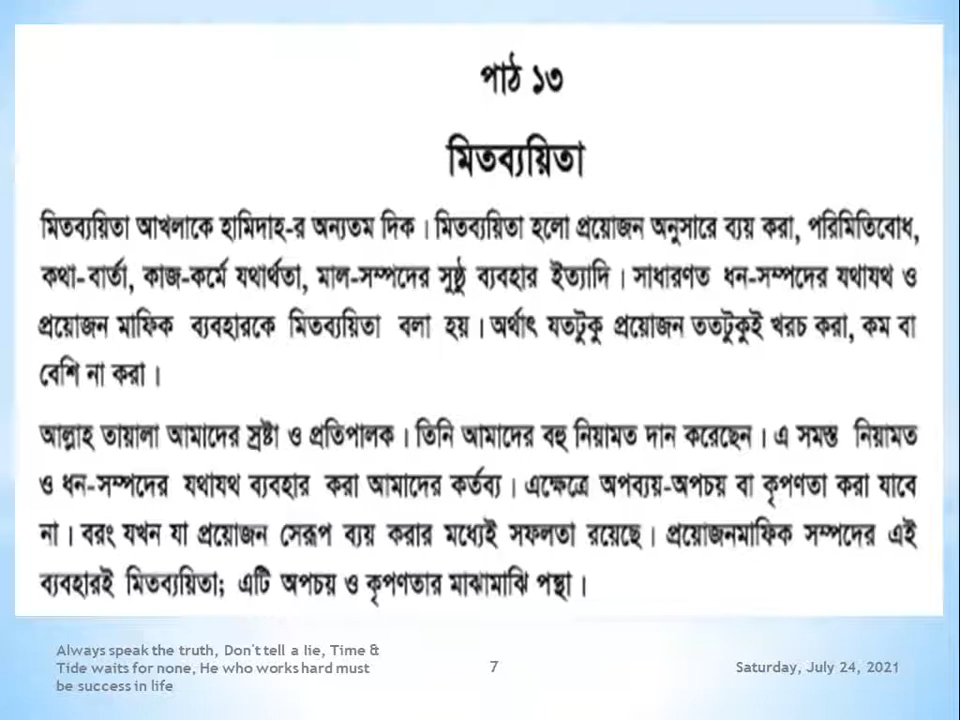 পাঠ ১৩
মিতব্যয়িতা
মিতব্যয়িতা আখলাকে হামিদাহ-র অন্যতম দিক। মিতব্যয়িতা হলো প্রয়োজন অনুসারে ব্যয় করা, পরিমিতিবোধ,
কথা-বার্তা, কাজ-কর্মে যথার্থতা, মাল-সম্পদের সুষ্ঠু ব্যবহার ইত্যাদি। সাধারণত ধন-সম্পদের যথাযথ ও
প্রয়োজন মাফিক ব্যবহারকে মিতব্যয়িতা বলা হয়। অর্থাৎ যতটুকু প্রয়োজন ততটুকুই খরচ করা, কম বা
বেশি না করা।
আল্লাহ তায়ালা আমাদের স্রষ্টা ও প্রতিপালক। তিনি আমাদের বহু নিয়ামত দান করেছেন। এ সমস্ত নিয়ামত
ও ধন-সম্পদের যথাযথ ব্যবহার করা আমাদের কর্তব্য। এক্ষেত্রে অপব্যয়-অপচয় বা কৃপণতা করা যাবে
না। বরং যখন যা প্রয়োজন সেরূপ ব্যয় করার মধ্যেই সফলতা রয়েছে। প্রয়োজনমাফিক সম্পদের এই
ব্যবহারই মিতব্যয়িতা; এটি অপচয় ও কৃপণতার মাঝামাঝি পন্থা।
Always speak the truth, Don't tell a lie, Time &
Tide waits for none, He who works hard must
be success in life
7
Saturday, July 24, 2021